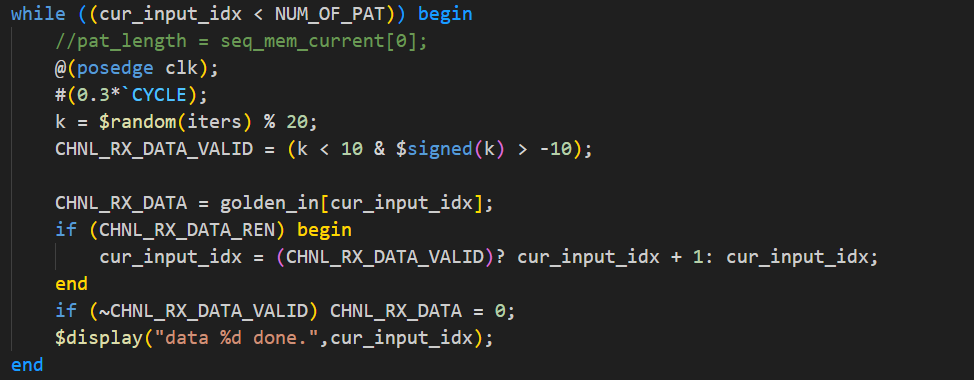 while ((cur_input_idx < NUM_OF_PAT)) begin
//pat_length = seq_mem_current[0];
@(posedge clk);
#(0.3*`CYCLE);
k = $random(iters) % 20;
CHNL_RX_DATA_VALID = (k < 10 & $signed(k) > -10);
CHNL_RX_DATA = golden_in[cur_input_idx];
if (CHNL_RX_DATA_REN) begin
cur_input_idx = (CHNL_RX_DATA_VALID)? cur_input_idx + 1: cur_input_idx;
end
if (~CHNL_RX_DATA_VALID) CHNL_RX_DATA = 0;
$display("data %d done.",cur_input_idx);
end